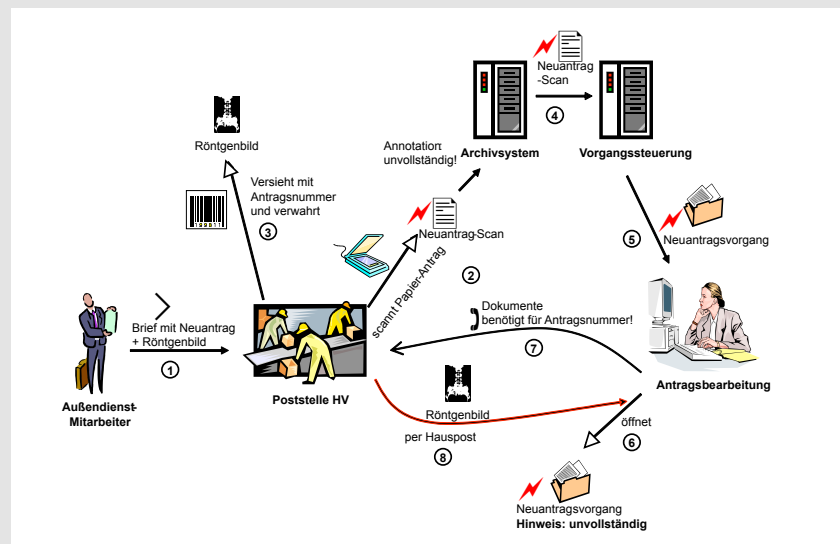 Neuantrag
-Scan
4
Archivsystem
Vorgangssteuerung
Röntgenbild
Annotation:
unvollständig!
Versieht mit
Antragsnummer
und verwahrt
3
199811
Neuantrag-Scan
scannt Papier-Antrag
2
5
Neuantragsvorgang
Brief mit Neuantrag
+ Röntgenbild
1
Dokumente
benötigt für Antragsnummer!
7
Außendienst-
Mitarbeiter
Poststelle HV
Antragsbearbeitung
Röntgenbild
per Hauspost
8
öffnet
6
Neuantragsvorgang
Hinweis: unvollständig